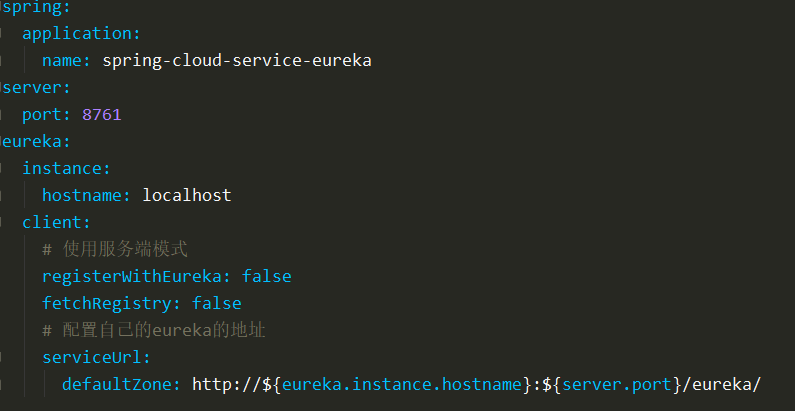 spring:
  application:
    name: spring-cloud-service-eureka
server:
  port: 8761
eureka:
  instance:
    hostname: localhost
  client:
    # 使用服务端模式
    registerWithEureka: false
    fetchRegistry: false
    # 配置自己的eureka的地址
    serviceUrl:
      defaultZone: http://${eureka.instance.hostname}:${server.port}/eureka/